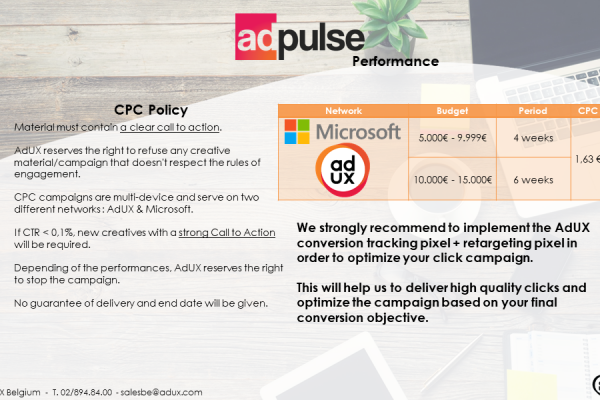 adpulse
Performance
CPC Policy
Material must contain a clear call to action.
AdUX reserves the right to refuse any creative
material/campaign that doesn't respect the rules of
engagement.
CPC campaigns are multi-device and serve on two
different networks: AdUX & Microsoft.
If CTR < 0,1%, new creatives with a strong Call to Action
will be required.
Depending of the performances, AdUX reserves the right
to stop the campaign.
No guarantee of delivery and end date will be given.
Network Budget Period CPC
Microsoft
5.000€ - 9.999€ 4 weeks
1,63 €
ad
UX
10.000€ - 15.000€ 6 weeks
We strongly recommend to implement the AdUX
conversion tracking pixel + retargeting pixel in
order to optimize your click campaign.
This will help us to deliver high quality clicks and
optimize the campaign based on your final
conversion objective.
X Belgium - T. 02/894.84.00 - salesbe@adux.com